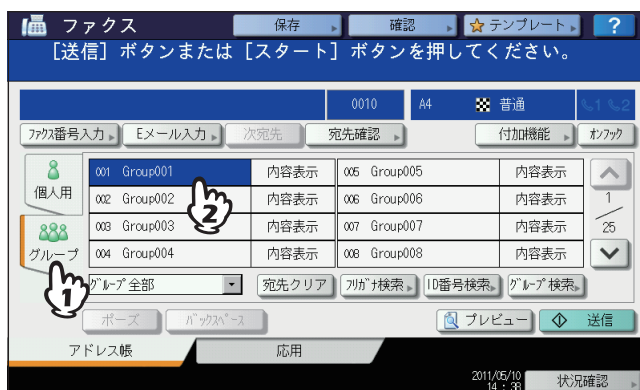 ファクス 保存 確認 テンプレート ?
[送信] ボタンまたは [スタート] ボタンを押してください。
0010 A4 普通 1 2
ファクス番号入力 Eメール入力 次宛先 宛先確認 付加機能 オンフック
個人用
グループ
001 Group001 内容表示 005 Group005 内容表示
002 Group002 内容表示 006 Group006 内容表示
003 Group003 内容表示 007 Group007 内容表示
004 Group004 内容表示 008 Group008 内容表示
1
25
2
1
グループ全部 宛先クリア フリガナ検索 ID番号検索 グループ検索
ポーズ バックスペース プレビュー 送信
アドレス帳 応用
2011/05/10
14:38 状況確認